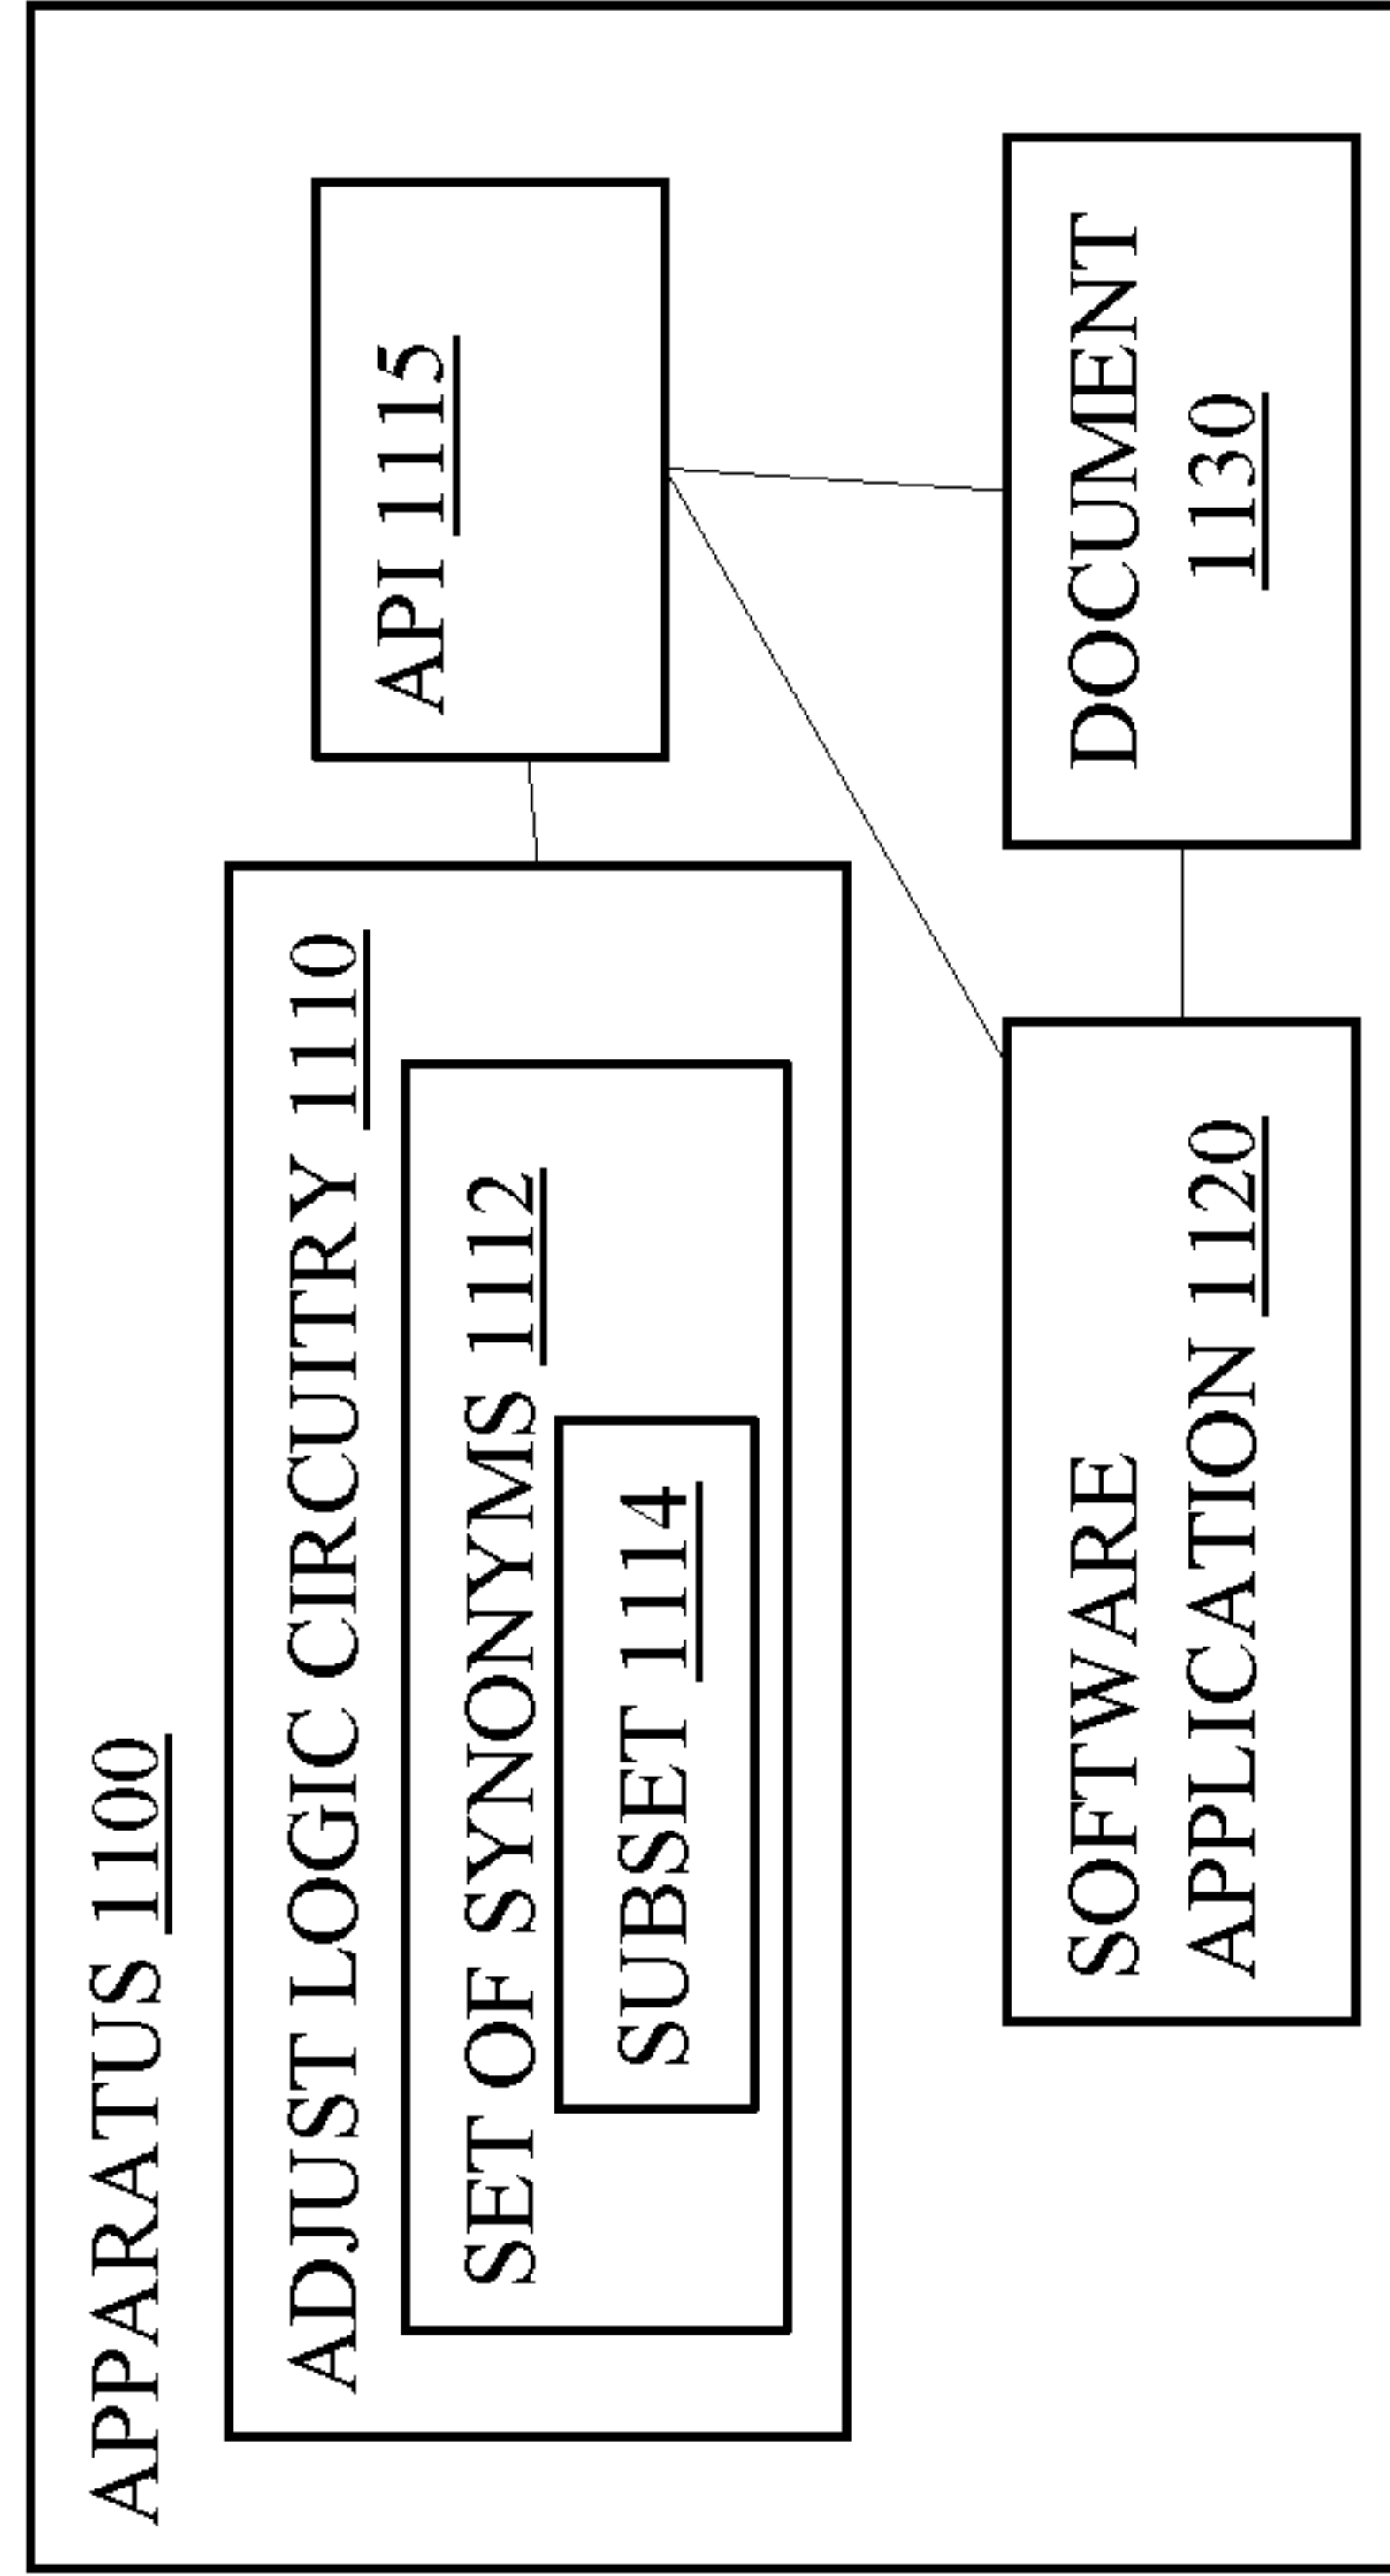 APPARATUS 1100
ADJUST LOGIC CIRCUITRY 1110
SET OF SYNONYMS 1112
SUBSET 1114
API 1115
SOFTWARE
APPLICATION 1120
DOCUMENT
1130